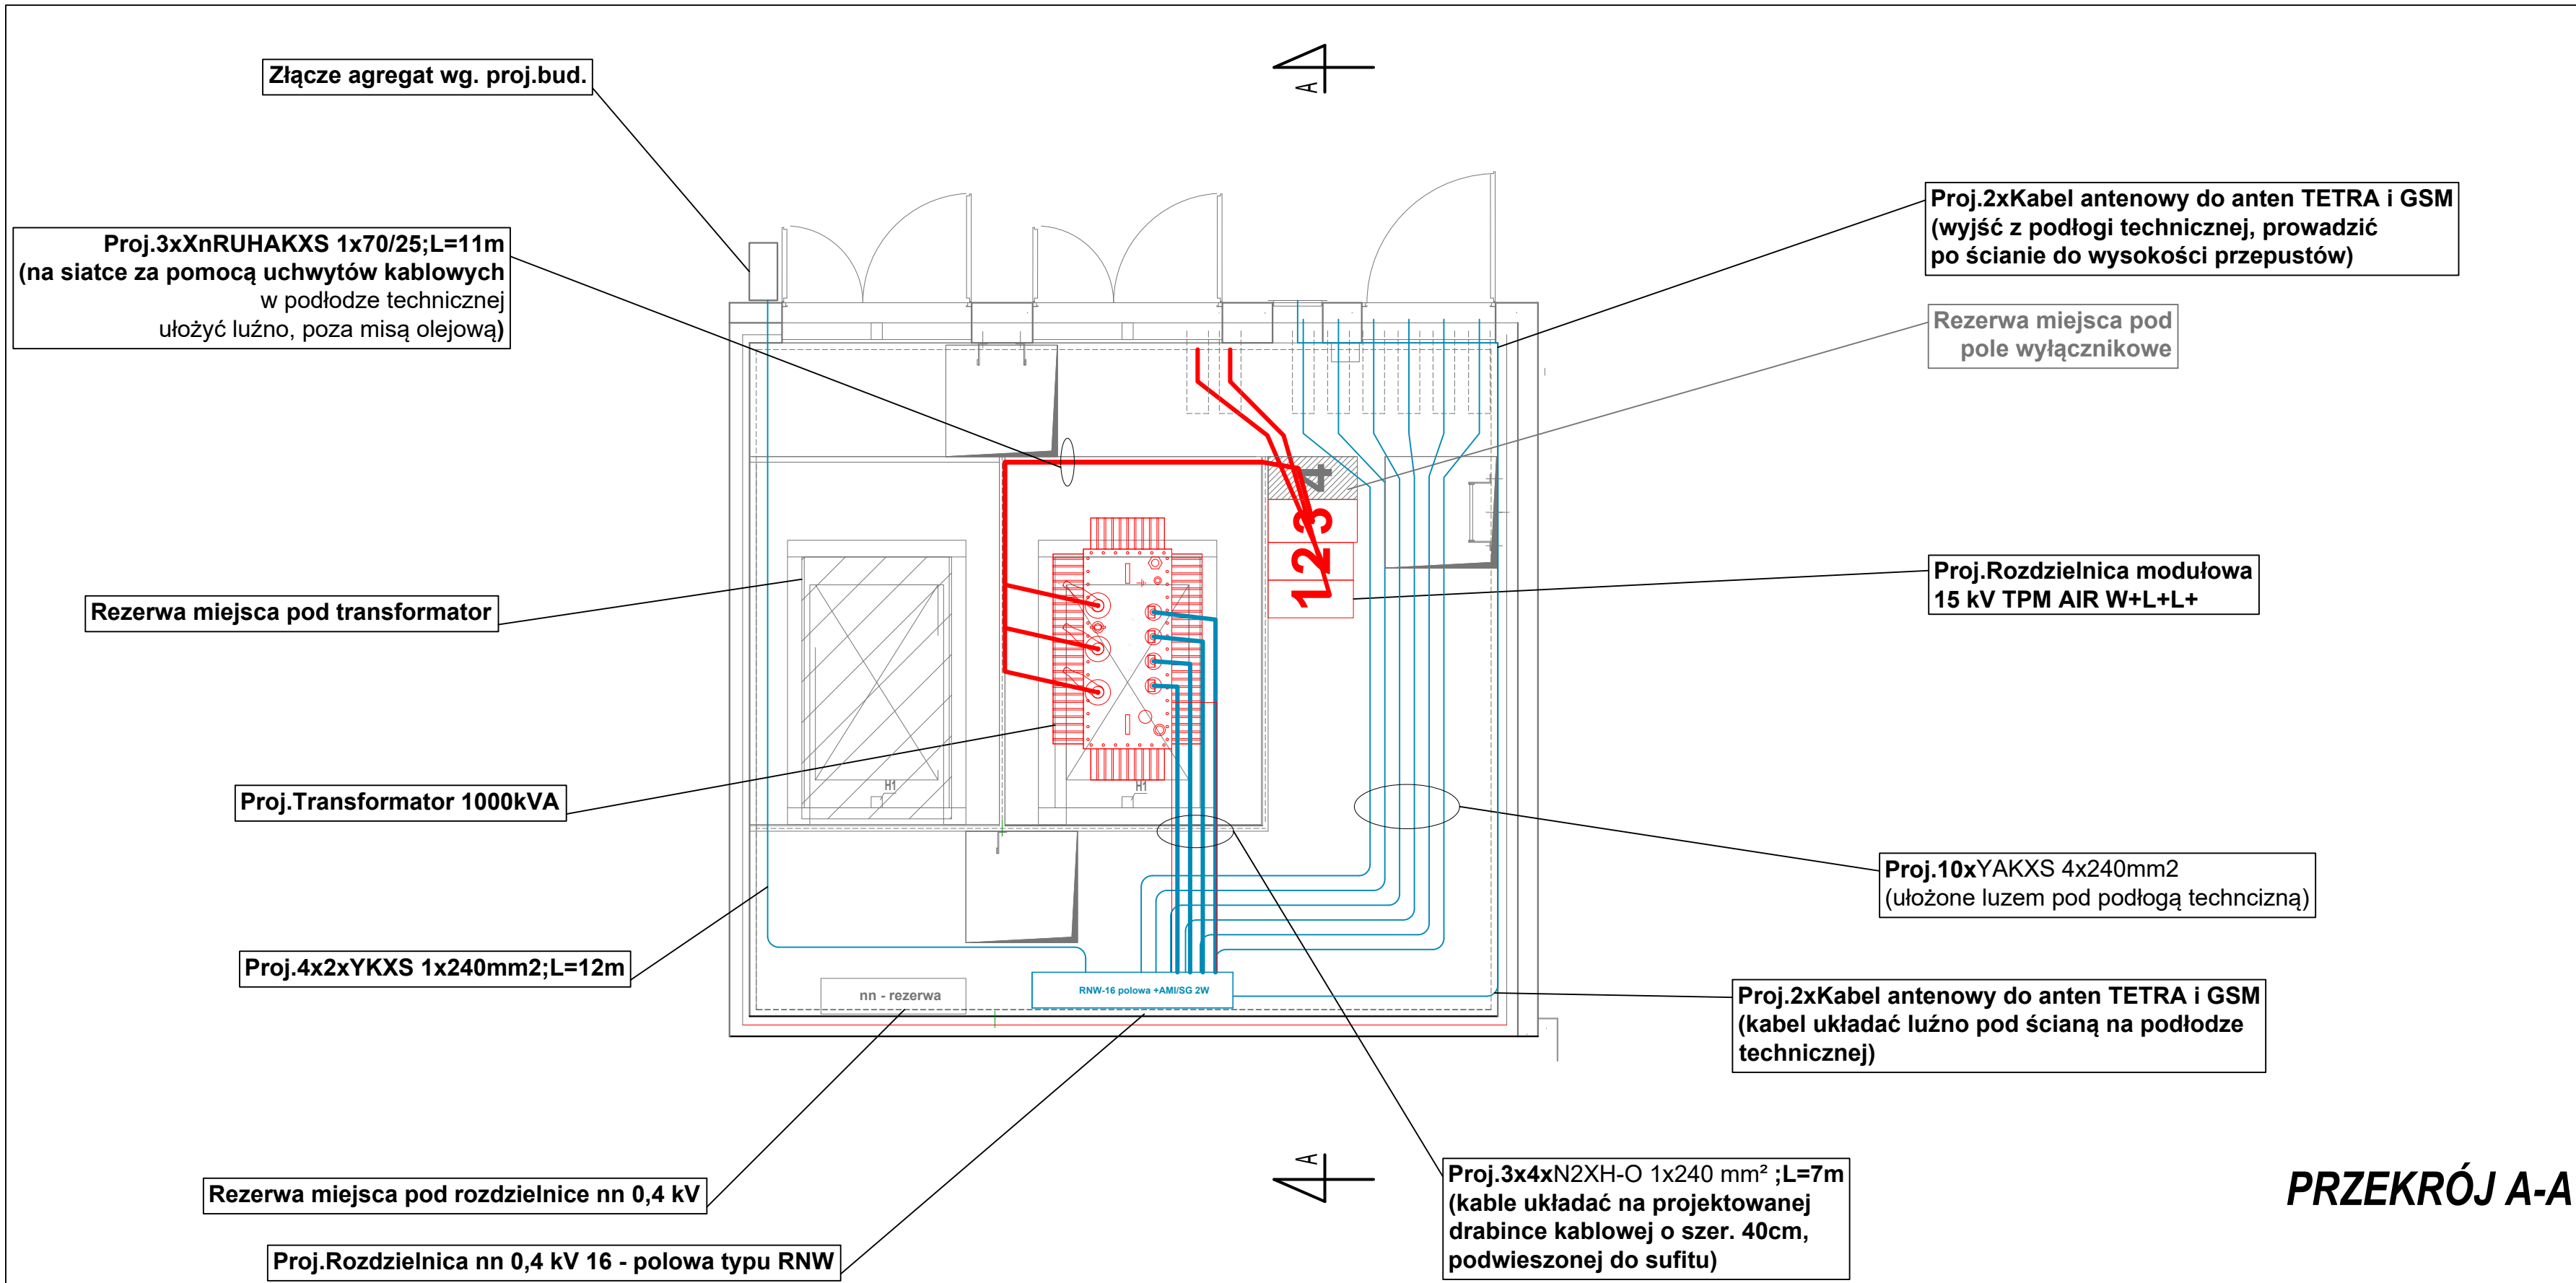 Złącze agregat wg. proj.bud.
A
Proj.3xXnRUHAKXS 1x70/25;L=11m
(na siatce za pomocą uchwytów kablowych
w podłodze technicznej
ułożyć luźno, poza misą olejową)
Proj.2xKabel antenowy do anten TETRA i GSM
(wyjść z podłogi technicznej, prowadzić
po ścianie do wysokości przepustów)
Rezerwa miejsca pod
pole wyłącznikowe
4
3
2
1
Rezerwa miejsca pod transformator
Proj.Rozdzielnica modułowa
15 kV TPM AIR W+L+L+
Proj.Transformator 1000kVA
H1
H1
Proj.10xYAKXS 4x240mm2
(ułożone luzem pod podłogą techncizną)
Proj.4x2xYKXS 1x240mm2;L=12m
nn - rezerwa
RNW-16 polowa +AMI/SG 2W
Proj.2xKabel antenowy do anten TETRA i GSM
(kabel układać luźno pod ścianą na podłodze
technicznej)
A
Rezerwa miejsca pod rozdzielnice nn 0,4 kV
Proj.3x4xN2XH-O 1x240 mm² ;L=7m
(kable układać na projektowanej
drabince kablowej o szer. 40cm,
podwieszonej do sufitu)
PRZEKRÓJ A-A
Proj.Rozdzielnica nn 0,4 kV 16 - polowa typu RNW